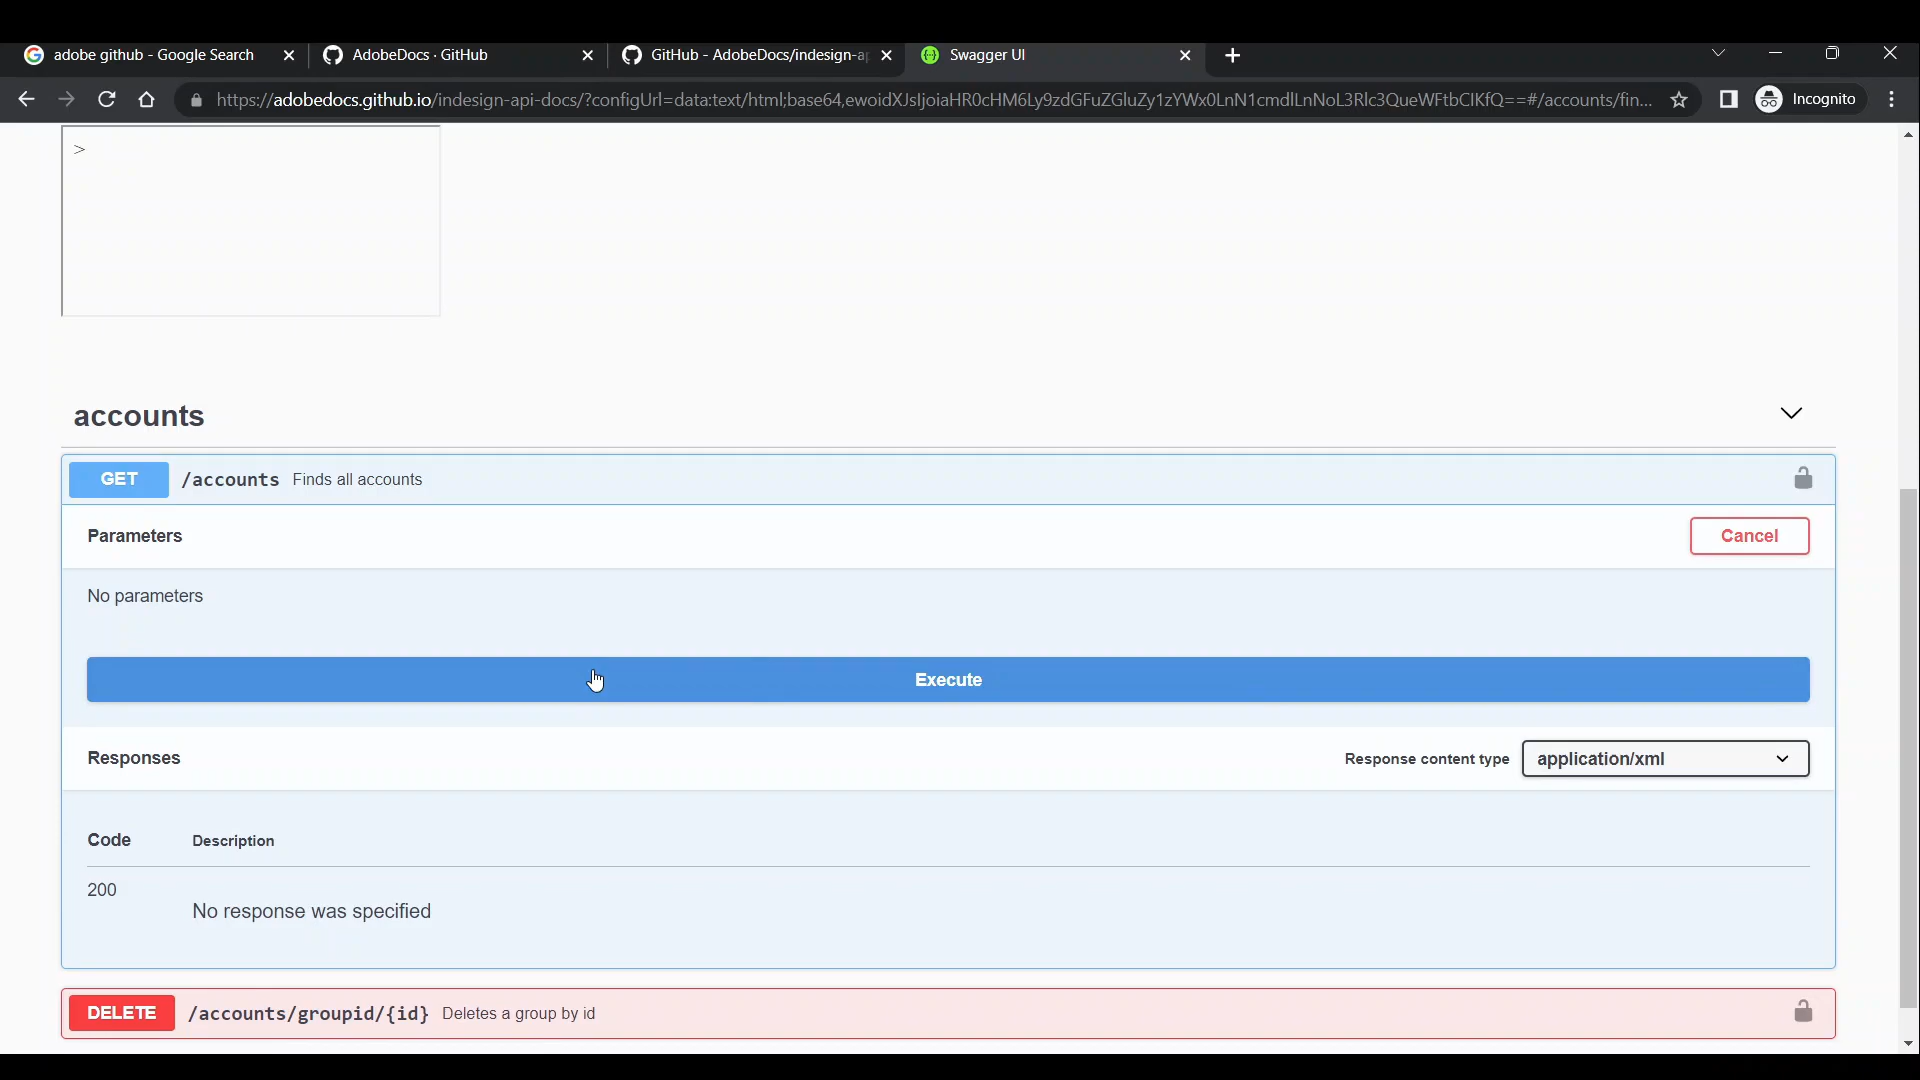 adobe github - Google Search
AdobeDocs · GitHub
GitHub - AdobeDocs/indesign-a
Swagger UI
https://adobedocs.github.io/indesign-api-docs/?configUrl=data:text/html;base64,ewoidXJsIjoiaHR0cHM6Ly9zdGFuZGluZy1zYWx0LnN1cmdlLnNoL3Rlc3QueWFtbCIKfQ==#/accounts/fin...
Incognito
>
accounts
GET /accounts Finds all accounts
Parameters
Cancel
No parameters
Execute
Responses
Response content type application/xml
Code Description
200
No response was specified
DELETE /accounts/groupid/{id} Deletes a group by id